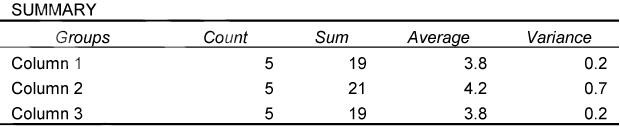 SUMMARY
Groups Count Sum Average Variance
Column 1 5 19 3.8 0.2
Column 2 5 21 4.2 0.7
Column 3 5 19 3.8 0.2